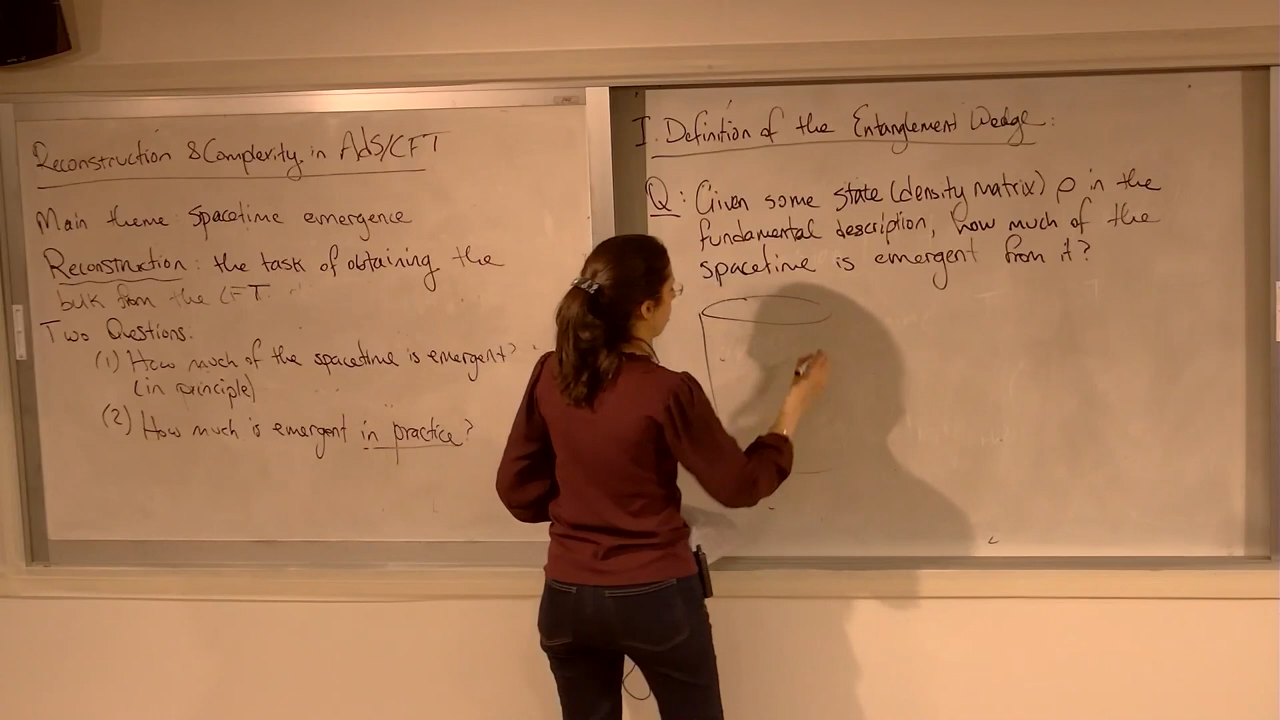 Reconstruction & Complexity in AdS/CFT
Main theme: spacetime emergence
Reconstruction: the task of obtaining the
bulk from the CFT.
Two Questions:
(1) How much of the spacetime is emergent?
(in principle)
(2) How much is emergent in practice?
I. Definition of the Entanglement Wedge:
Q: Given some state (density matrix) ρ in the
fundamental description, how much of the
spacetime is emergent from it?